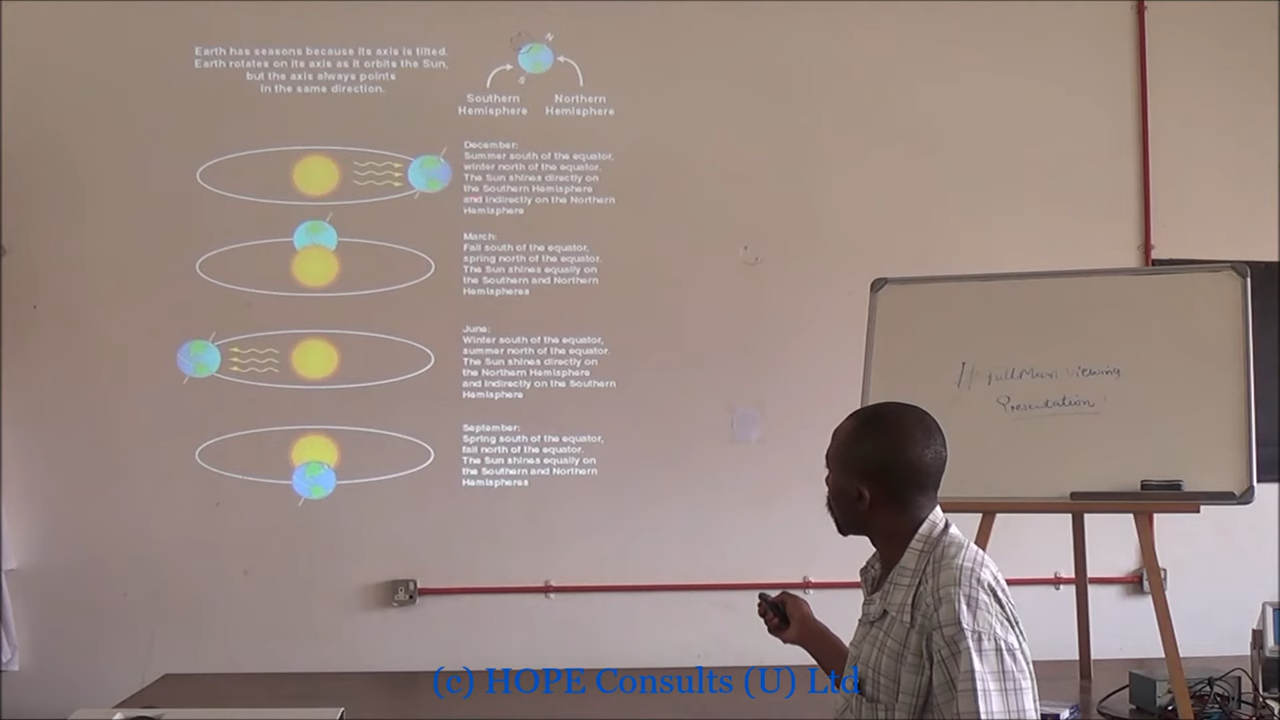 Earth has seasons because its axis is tilted.
Earth rotates on its axis as it orbits the Sun,
but the axis always points
in the same direction.
N
S
Southern
Hemisphere
Northern
Hemisphere
December:
Summer south of the equator,
winter north of the equator.
The Sun shines directly on
the Southern Hemisphere
and indirectly on the Northern
Hemisphere
March:
Fall south of the equator,
spring north of the equator.
The Sun shines equally on
the Southern and Northern
Hemispheres
June:
Winter south of the equator,
summer north of the equator.
The Sun shines directly on
the Northern Hemisphere
and indirectly on the Southern
Hemisphere
September:
Spring south of the equator,
fall north of the equator.
The Sun shines equally on
the Southern and Northern
Hemispheres
Full Moon Viewing
Presentation
(c) HOPE Consults (U) Ltd